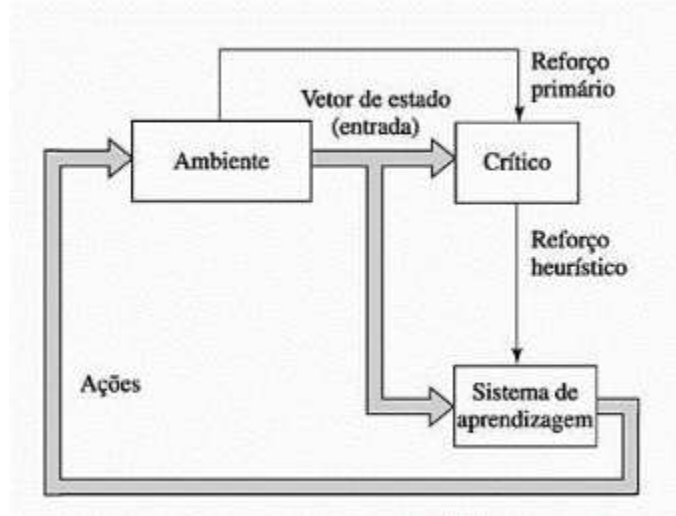 Reforço
primário
Vetor de estado
(entrada)
Ambiente
Crítico
Reforço
heurístico
Ações
Sistema de
aprendizagem